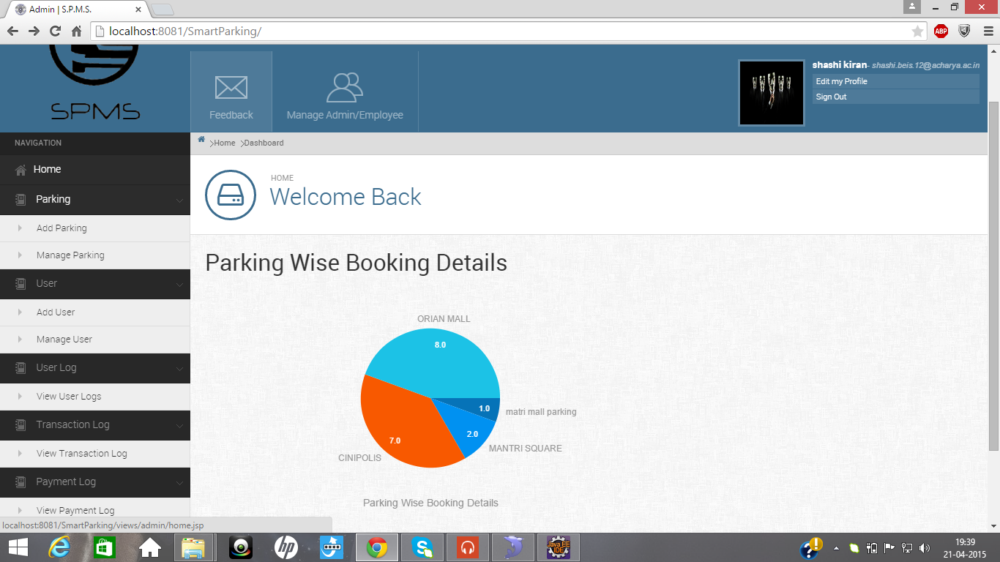 Admin | S.P.M.S.
localhost:8081/SmartParking/
ABP
SPMS
Feedback
Manage Admin/Employee
shashi kiran- shashi.beis.12@acharya.ac.in
Edit my Profile
Sign Out
NAVIGATION
Home
Dashboard
Home
HOME
Welcome Back
Parking
Add Parking
Manage Parking
User
Add User
Manage User
User Log
View User Logs
Transaction Log
View Transaction Log
Payment Log
View Payment Log
Parking Wise Booking Details
ORIAN MALL
8.0
1.0
matri mall parking
2.0
MANTRI SQUARE
7.0
CINIPOLIS
Parking Wise Booking Details
localhost:8081/SmartParking/views/admin/home.jsp
hp
Java EE
IDE
19:39
21-04-2015